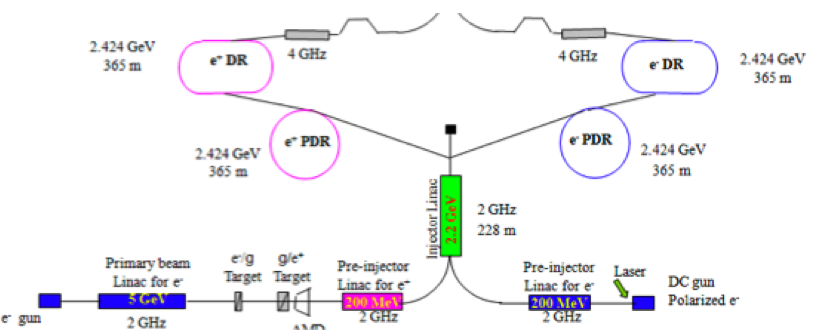 2.424 GeV
365 m
e⁺ DR
4 GHz
4 GHz
e⁻ DR
2.424 GeV
365 m
e⁺ PDR
2.424 GeV
365 m
e⁻ PDR
2.424 GeV
365 m
Injector Linac
2.2 GeV
2 GHz
228 m
Primary beam
Linac for e⁻
5 GeV
2 GHz
e⁻ gun
e⁻/g
Target
g/e⁺
Target
AMD
Pre-injector
Linac for e⁺
200 MeV
2 GHz
Pre-injector
Linac for e⁻
200 MeV
2 GHz
Laser
DC gun
Polarized e⁻